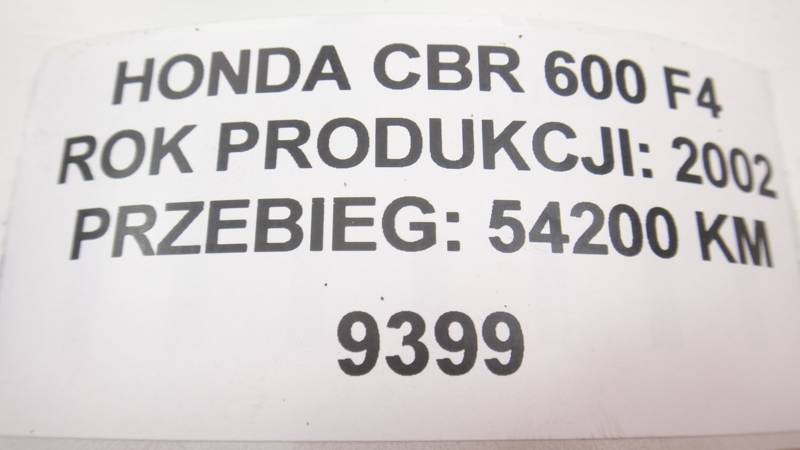 HONDA CBR 600 F4
ROK PRODUKCJI: 2002
PRZEBIEG: 54200 KM
9399